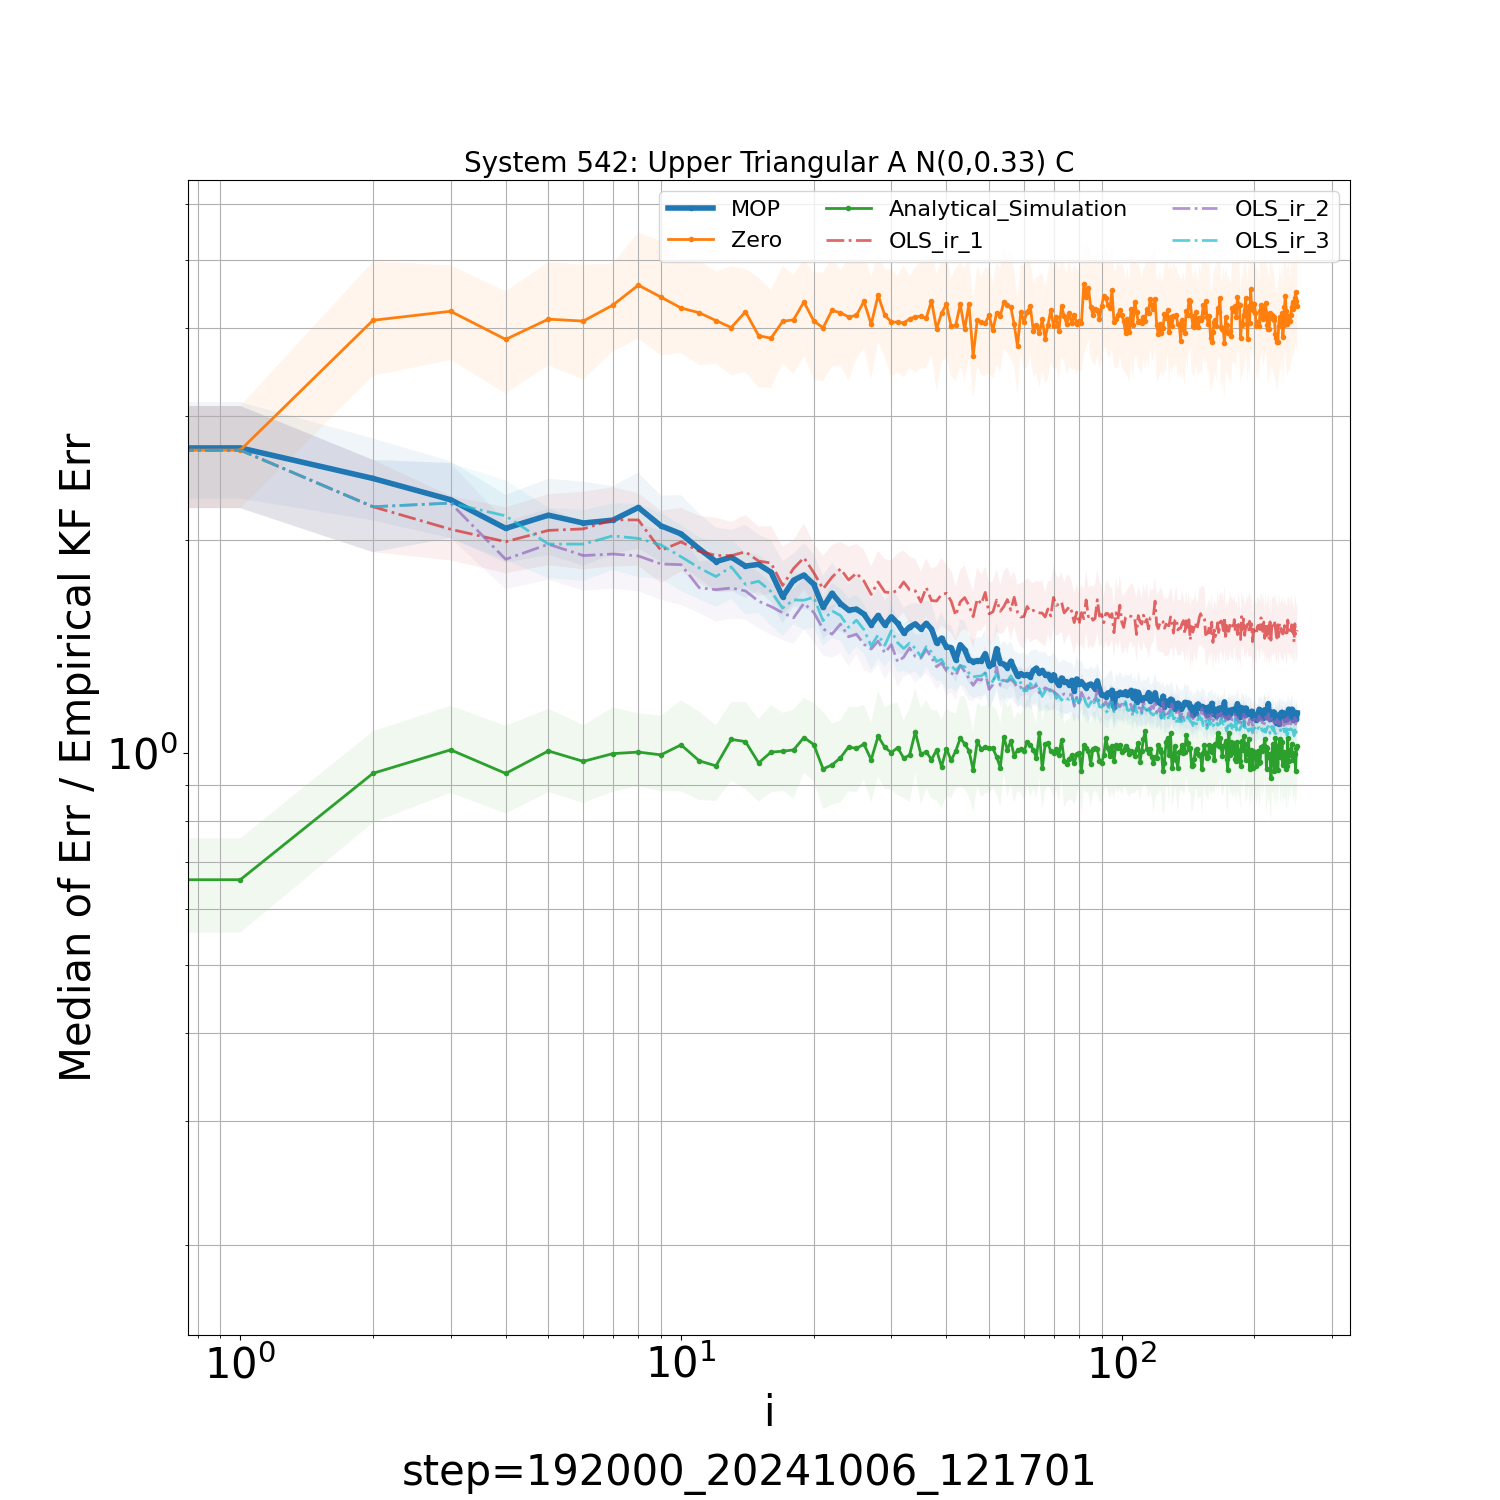 System 542: Upper Triangular A N(0,0.33) C
MOP
Zero
Analytical_Simulation
OLS_ir_1
OLS_ir_2
OLS_ir_3
Median of Err / Empirical KF Err
10⁰
10⁰ 10¹ 10²
i
step=192000_20241006_121701